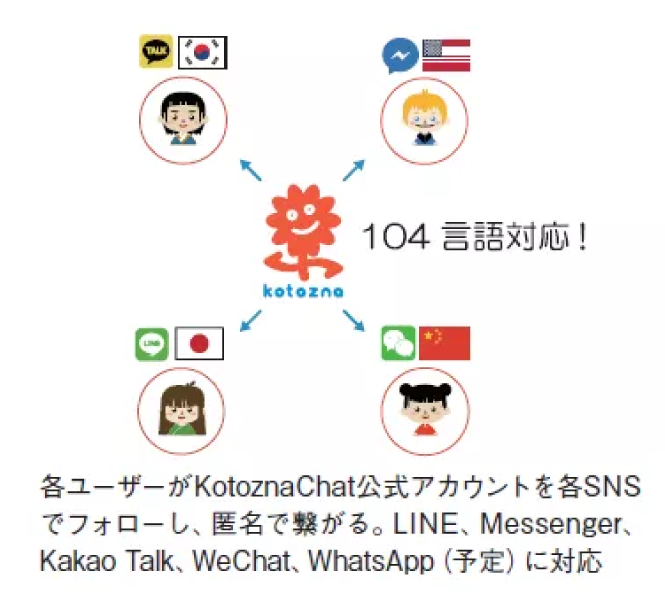 TALK
104 言語対応！
kotozna
LINE
各ユーザーがKotoznaChat公式アカウントを各SNS
でフォローし、匿名で繋がる。LINE、Messenger、
Kakao Talk、WeChat、WhatsApp（予定）に対応